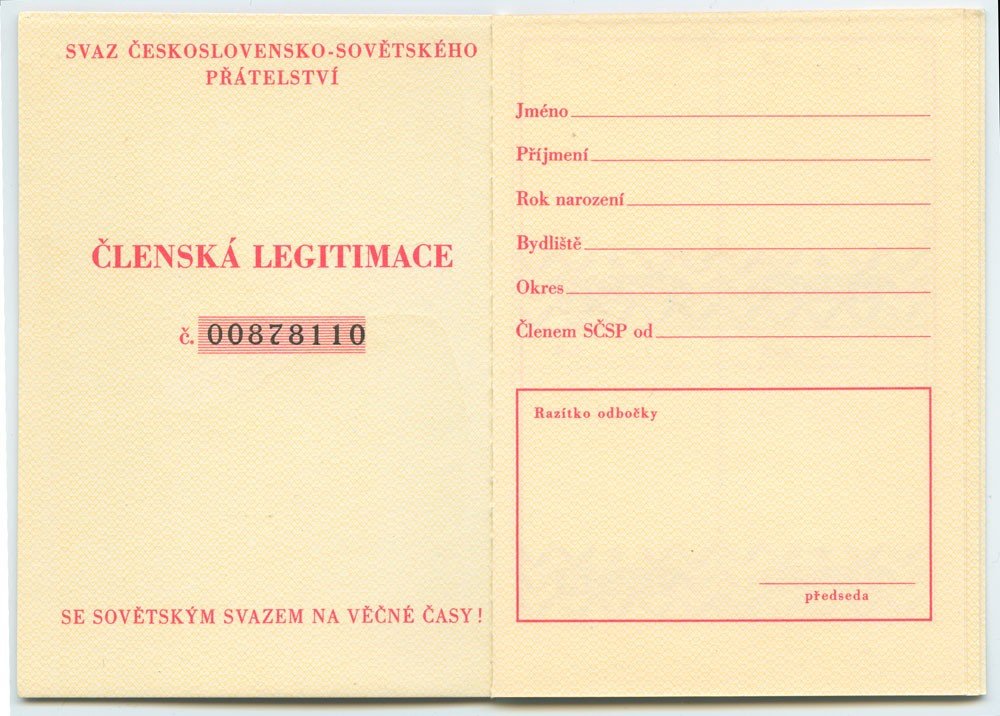 SVAZ ČESKOSLOVENSKO-SOVĚTSKÉHO
PŘÁTELSTVÍ
ČLENSKÁ LEGITIMACE
č. 00878110
SE SOVĚTSKÝM SVAZEM NA VĚČNÉ ČASY!
Jméno
Příjmení
Rok narození
Bydliště
Okres
Členem SČSP od
Razítko odbočky
předseda